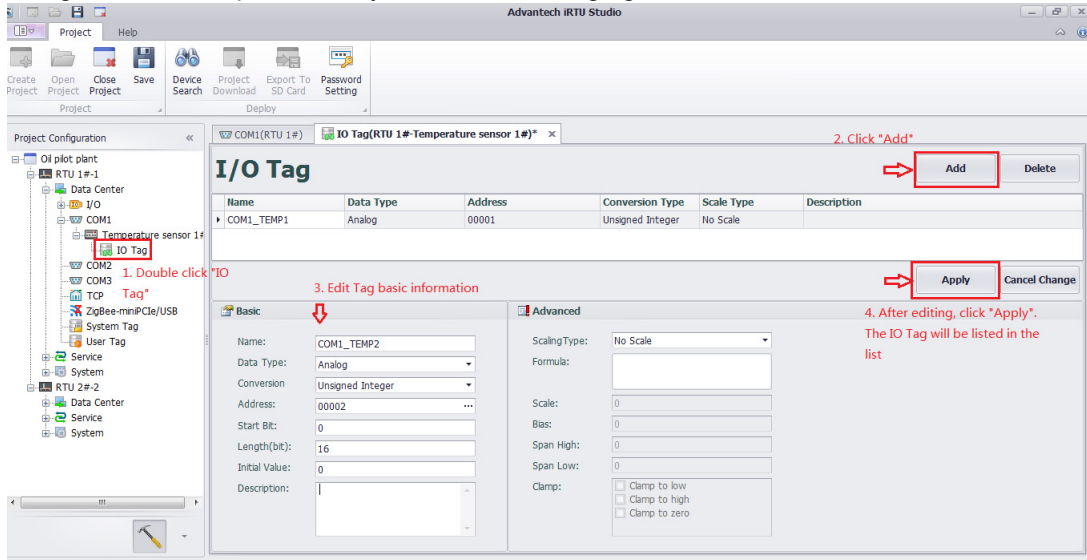 Advantech iRTU Studio
Project Help
Create Project
Open Project
Close Project
Save
Device Search
Project Download
Export To SD Card
Password Setting
Project
Deploy
Project Configuration
«
COM1(RTU 1#)
IO Tag(RTU 1#-Temperature sensor 1#)* ×
2. Click "Add"
Oil pilot plant
RTU 1#-1
Data Center
I/O
COM1
Temperature sensor 1#
IO Tag
COM2
COM3
TCP
ZigBee-miniPCIe/USB
System Tag
User Tag
Service
System
RTU 2#-2
Data Center
Service
System
1. Double click "IO
Tag"
I/O Tag
Add
Delete
Name Data Type Address Conversion Type Scale Type Description
COM1_TEMP1 Analog 00001 Unsigned Integer No Scale
Apply
Cancel Change
3. Edit Tag basic information
4. After editing, click "Apply".
The IO Tag will be listed in the
list
Basic
Name: COM1_TEMP2
Data Type: Analog
Conversion Unsigned Integer
Address: 00002 ...
Start Bit: 0
Length(bit): 16
Initial Value: 0
Description:
Advanced
ScalingType: No Scale
Formula:
Scale: 0
Bias: 0
Span High: 0
Span Low: 0
Clamp: Clamp to low
Clamp to high
Clamp to zero